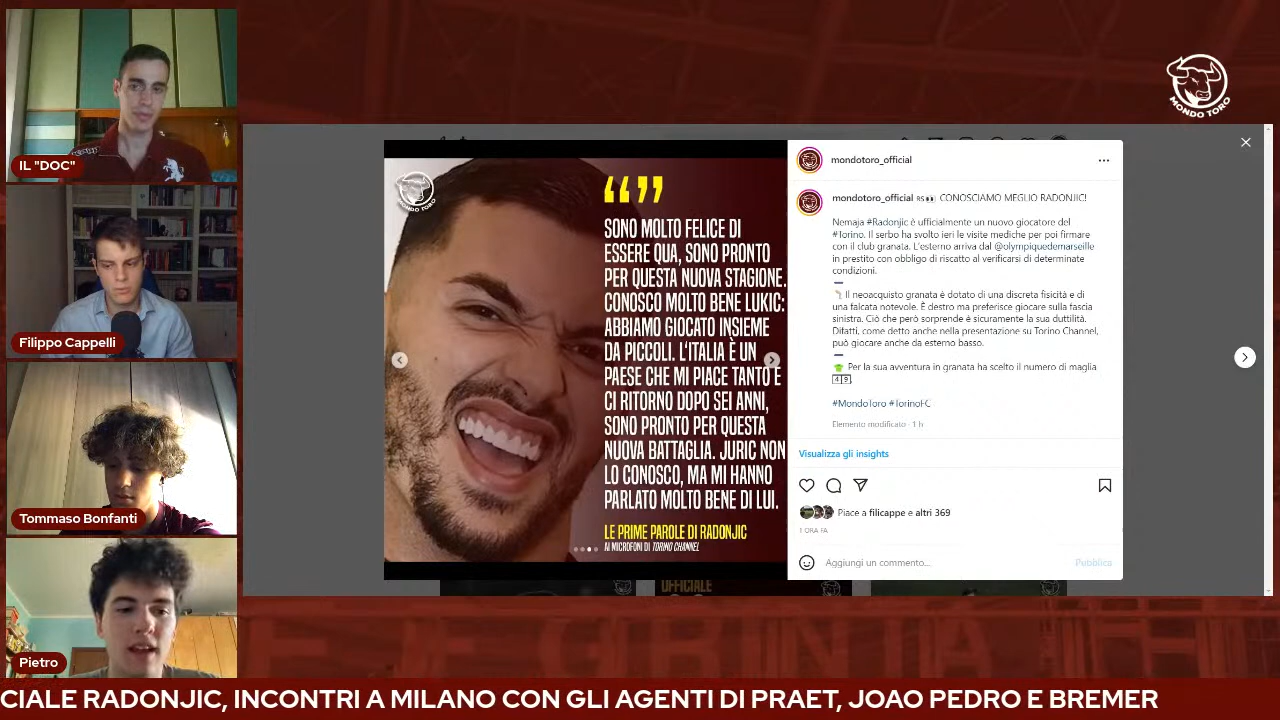 IL "DOC"
Filippo Cappelli
Tommaso Bonfanti
Pietro
MONDO TORO
MONDO TORO
SONO MOLTO FELICE DI
ESSERE QUA, SONO PRONTO
PER QUESTA NUOVA STAGIONE.
CONOSCO MOLTO BENE LUKIC:
ABBIAMO GIOCATO INSIEME
DA PICCOLI. L'ITALIA È UN
PAESE CHE MI PIACE TANTO E
CI RITORNO DOPO SEI ANNI,
SONO PRONTO PER QUESTA
NUOVA BATTAGLIA. JURIC NON
LO CONOSCO, MA MI HANNO
PARLATO MOLTO BENE DI LUI.
LE PRIME PAROLE DI RADONJIC
AI MICROFONI DI TORINO CHANNEL
mondotoro_official
mondotoro_official RS👀 CONOSCIAMO MEGLIO RADONJIC!
Nemaja #Radonjic è ufficialmente un nuovo giocatore del
#Torino. Il serbo ha svolto ieri le visite mediche per poi firmare
con il club granata. L'esterno arriva dal @olympiquedemarseille
in prestito con obbligo di riscatto al verificarsi di determinate
condizioni.
Il neoacquisto granata è dotato di una discreta fisicità e di
una falcata notevole. È destro ma preferisce giocare sulla fascia
sinistra. Ciò che però sorprende è sicuramente la sua duttilità.
Difatti, come detto anche nella presentazione su Torino Channel,
può giocare anche da esterno basso.
Per la sua avventura in granata ha scelto il numero di maglia
4 9.
#MondoToro #TorinoFC
Elemento modificato · 1 h
Visualizza gli insights
Piace a filicappe e altri 369
1 ORA FA
Aggiungi un commento...
Pubblica
UFFICIALE
E GRINTA
CIALE RADONJIC, INCONTRI A MILANO CON GLI AGENTI DI PRAET, JOAO PEDRO E BREMER